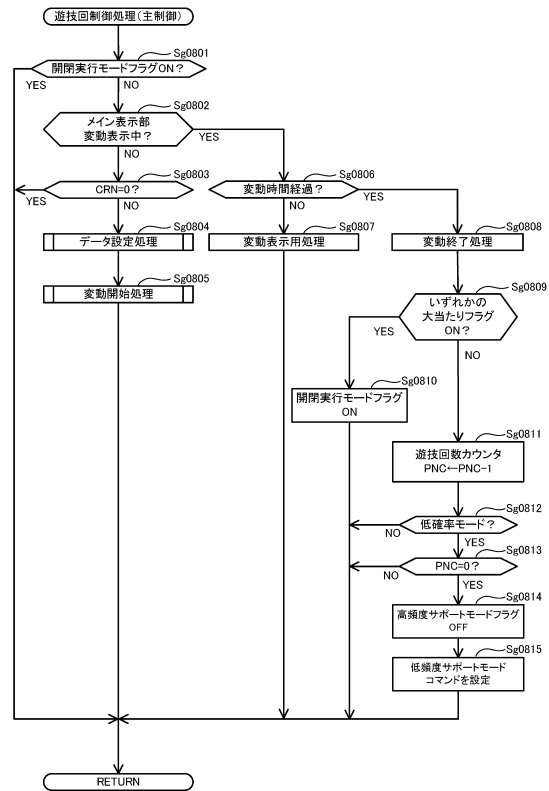 遊技回制御処理(主制御)
Sg0801
開閉実行モードフラグON?
YES
NO
Sg0802
メイン表示部
変動表示中?
YES
NO
Sg0803
CRN=0?
YES
NO
Sg0804
データ設定処理
Sg0805
変動開始処理
Sg0806
変動時間経過?
YES
NO
Sg0807
変動表示用処理
Sg0808
変動終了処理
Sg0809
いずれかの
大当たりフラグ
ON?
YES
NO
Sg0810
開閉実行モードフラグ
ON
Sg0811
遊技回数カウンタ
PNC←PNC-1
Sg0812
低確率モード?
NO
YES
Sg0813
PNC=0?
NO
YES
Sg0814
高頻度サポートモードフラグ
OFF
Sg0815
低頻度サポートモード
コマンドを設定
RETURN